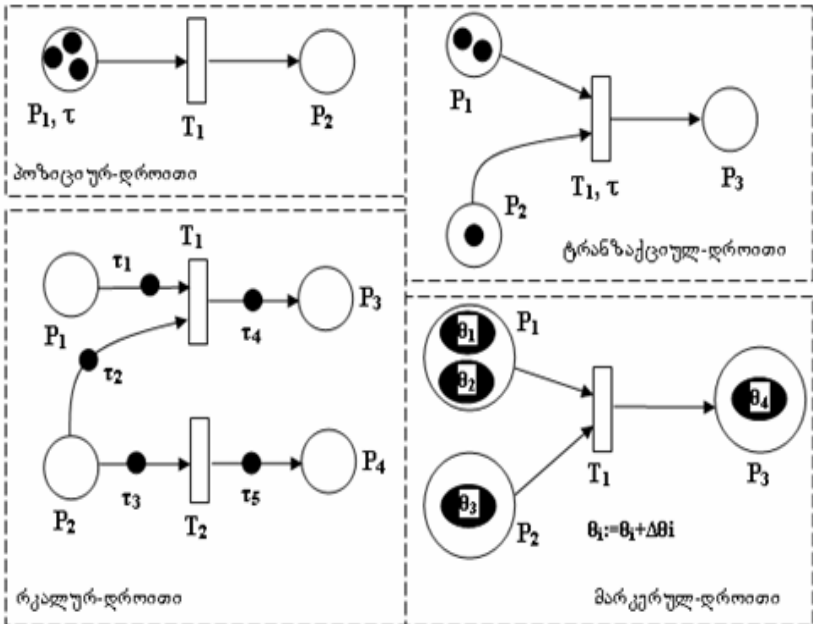 P₁, τ
T₁
P₂
პოზიციურ-დროითი
P₁
P₂
T₁, τ
P₃
ტრანზაქციულ-დროითი
τ₁
T₁
P₁
τ₂
τ₄
P₃
P₂
τ₃
T₂
τ₅
P₄
რკალურ-დროითი
θ₁
P₁
θ₂
θ₃
P₂
T₁
θ₄
P₃
θᵢ:=θᵢ+Δθi
მარკერულ-დროითი